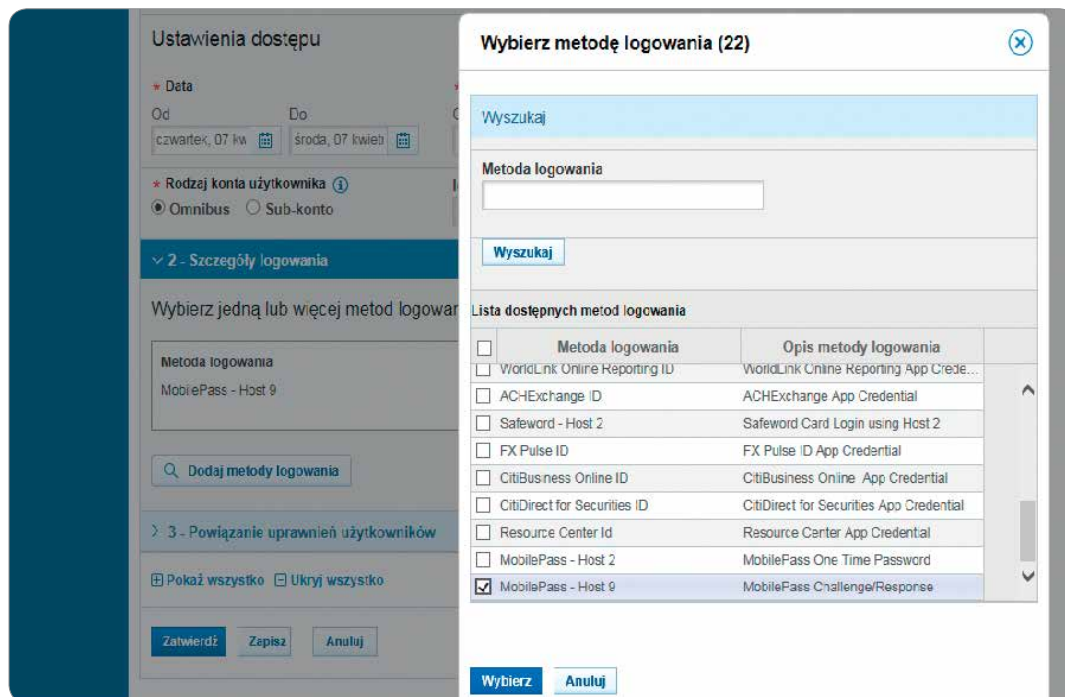 Ustawienia dostępu
* Data
Od Do
czwartek, 07 kw środa, 07 kwietn
* Rodzaj konta użytkownika
Omnibus Sub-konto
2 - Szczegóły logowania
Wybierz jedną lub więcej metod logowan
Metoda logowania
MobilePass - Host 9
Dodaj metody logowania
3 - Powiązanie uprawnień użytkowników
Pokaż wszystko Ukryj wszystko
Zatwierdź Zapisz Anuluj
Wybierz metodę logowania (22)
Wyszukaj
Metoda logowania
Wyszukaj
Lista dostępnych metod logowania
Metoda logowania Opis metody logowania
WorldLink Online Reporting ID WorldLink Online Reporting App Crede...
ACHExchange ID ACHExchange App Credential
Safeword - Host 2 Safeword Card Login using Host 2
FX Pulse ID FX Pulse ID App Credential
CitiBusiness Online ID CitiBusiness Online App Credential
CitiDirect for Securities ID CitiDirect for Securities App Credential
Resource Center Id Resource Center App Credential
MobilePass - Host 2 MobilePass One Time Password
MobilePass - Host 9 MobilePass Challenge/Response
Wybierz Anuluj